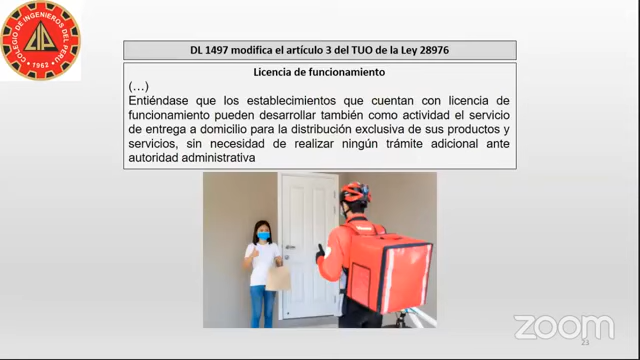 COLEGIO DE INGENIEROS DEL PERU
1962
DL 1497 modifica el artículo 3 del TUO de la Ley 28976
Licencia de funcionamiento
(…)
Entiéndase que los establecimientos que cuentan con licencia de
funcionamiento pueden desarrollar también como actividad el servicio
de entrega a domicilio para la distribución exclusiva de sus productos y
servicios, sin necesidad de realizar ningún trámite adicional ante
autoridad administrativa
zoom
23